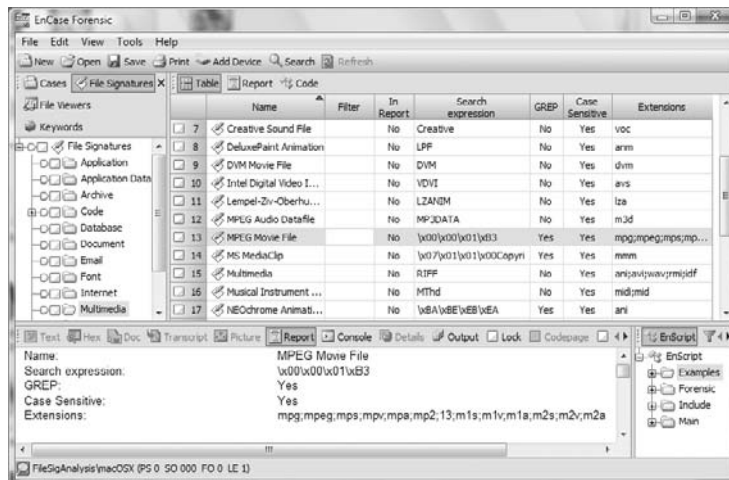 EnCase Forensic
File Edit View Tools Help
New Open Save Print Add Device Search Refresh
Cases File Signatures X Table Report Code
File Viewers
Keywords
File Signatures
Application
Application Data
Archive
Code
Database
Document
Email
Font
Internet
Multimedia
Name Filter In Report Search expression GREP Case Sensitive Extensions
7 Creative Sound File No Creative No Yes voc
8 DeluxePaint Animation No LPF No Yes anm
9 DVM Movie File No DVM No Yes dvm
10 Intel Digital Video I... No VDVI No Yes avs
11 Lempel-Ziv-Oberhu... No LZANIM No Yes lza
12 MPEG Audio Datafile No MP3DATA No Yes m3d
13 MPEG Movie File No \x00\x00\x01\xB3 Yes Yes mpg;mpeg;mps;mp...
14 MS MediaClip No \x07\x01\x01\x00Copyri Yes Yes mmm
15 Multimedia No RIFF No Yes ani;avi;wav;rmi;idf
16 Musical Instrument ... No MThd No Yes midi;mid
17 NEOchrome Animati... No \xBA\xBE\xEB\xEA Yes Yes ani
Text Hex Doc Transcript Picture Report Console Details Output Lock Codepage EnScript
Name: MPEG Movie File
Search expression: \x00\x00\x01\xB3
GREP: Yes
Case Sensitive: Yes
Extensions: mpg;mpeg;mps;mpv;mpa;mp2;13;m1s;m1v;m1a;m2s;m2v;m2a
EnScript
Examples
Forensic
Include
Main
FileSigAnalysis\macOSX (PS 0 SO 000 FO 0 LE 1)